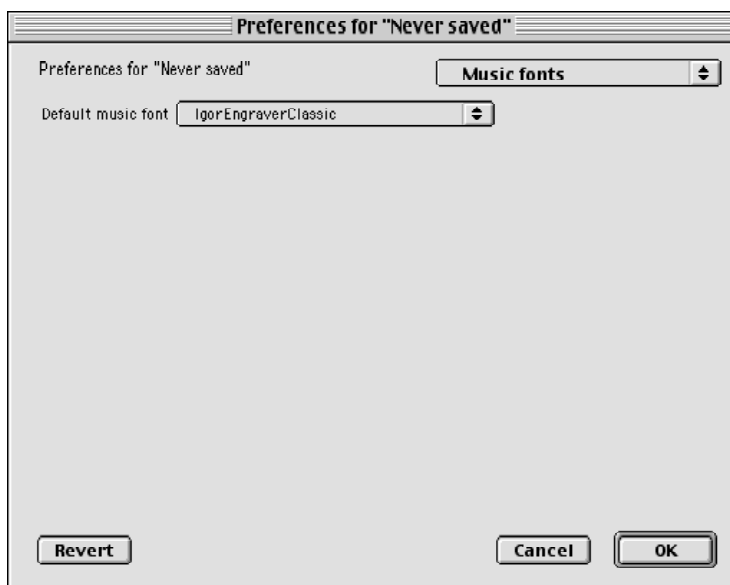 Preferences for "Never saved"
Preferences for "Never saved"
Music fonts
Default music font
IgorEngraverClassic
Revert
Cancel
OK